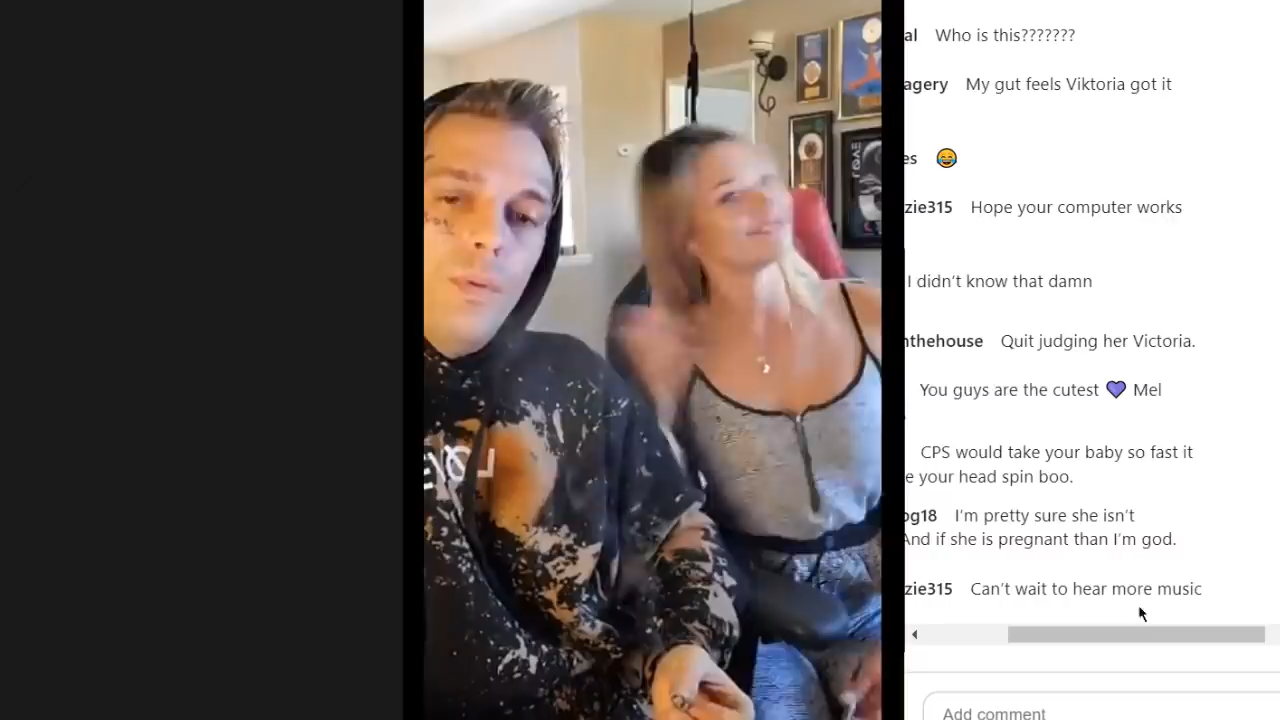 al Who is this???????
agery My gut feels Viktoria got it
es 😂
zie315 Hope your computer works
I didn't know that damn
nthehouse Quit judging her Victoria.
You guys are the cutest 💜 Mel
CPS would take your baby so fast it
e your head spin boo.
og18 I'm pretty sure she isn't
And if she is pregnant than I'm god.
zie315 Can't wait to hear more music
Add comment